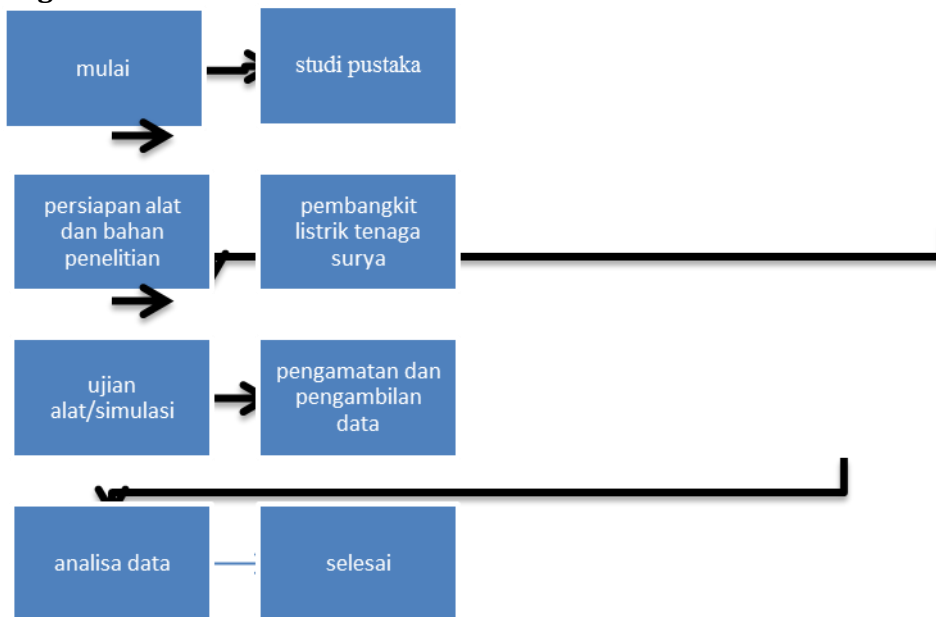 mulai
studi pustaka
persiapan alat
dan bahan
penelitian
pembangkit
listrik tenaga
surya
ujian
alat/simulasi
pengamatan dan
pengambilan
data
analisa data
selesai